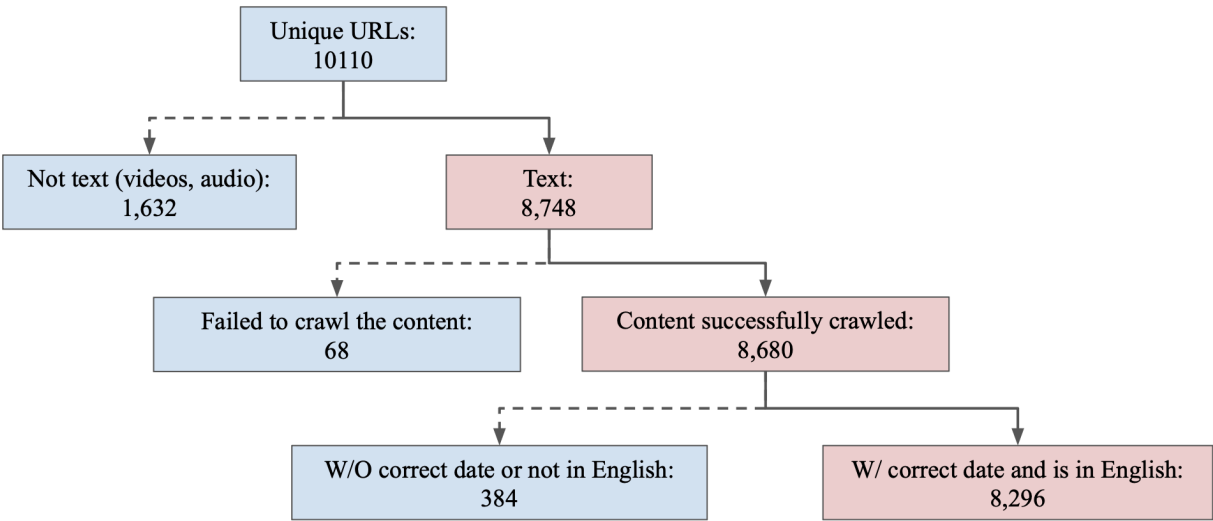 Unique URLs:
10110
Not text (videos, audio):
1,632
Text:
8,748
Failed to crawl the content:
68
Content successfully crawled:
8,680
W/O correct date or not in English:
384
W/ correct date and is in English:
8,296